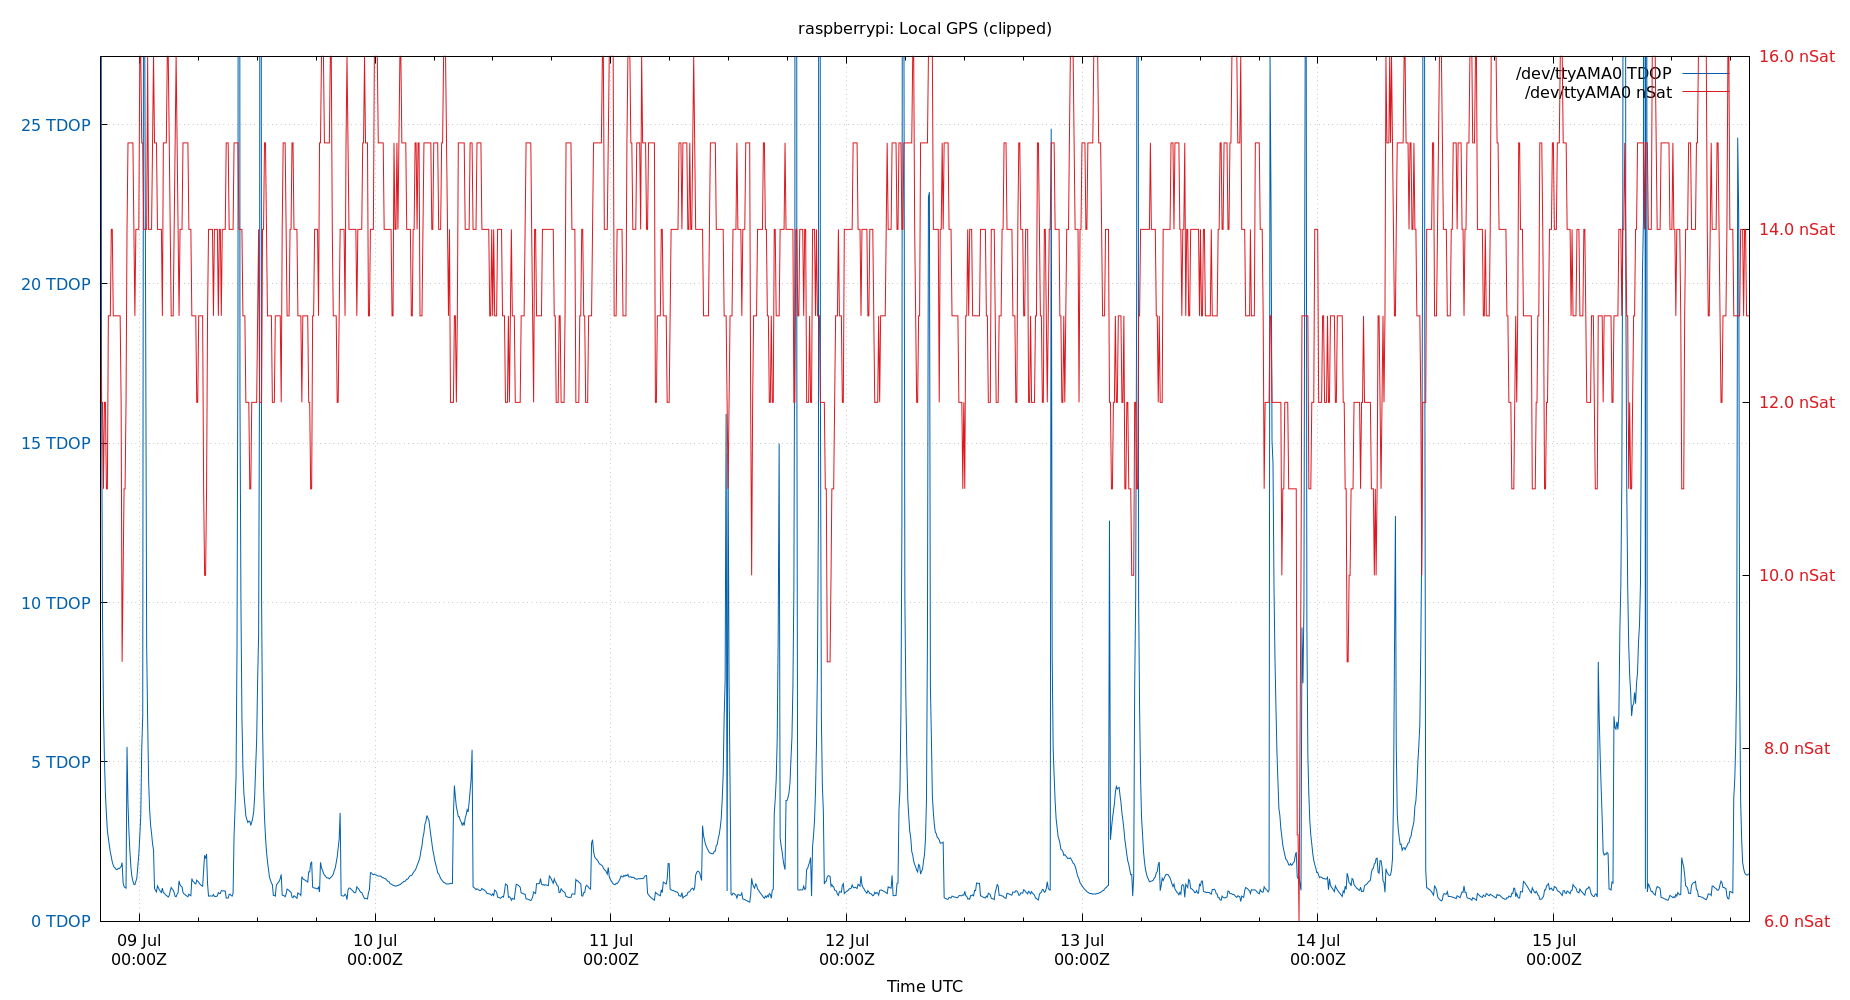 raspberrypi: Local GPS (clipped)
16.0 nSat
/dev/ttyAMA0 TDOP
/dev/ttyAMA0 nSat
25 TDOP
14.0 nSat
20 TDOP
12.0 nSat
15 TDOP
10.0 nSat
10 TDOP
8.0 nSat
5 TDOP
6.0 nSat
0 TDOP
09 Jul
00:00Z
10 Jul
00:00Z
11 Jul
00:00Z
12 Jul
00:00Z
13 Jul
00:00Z
14 Jul
00:00Z
15 Jul
00:00Z
Time UTC